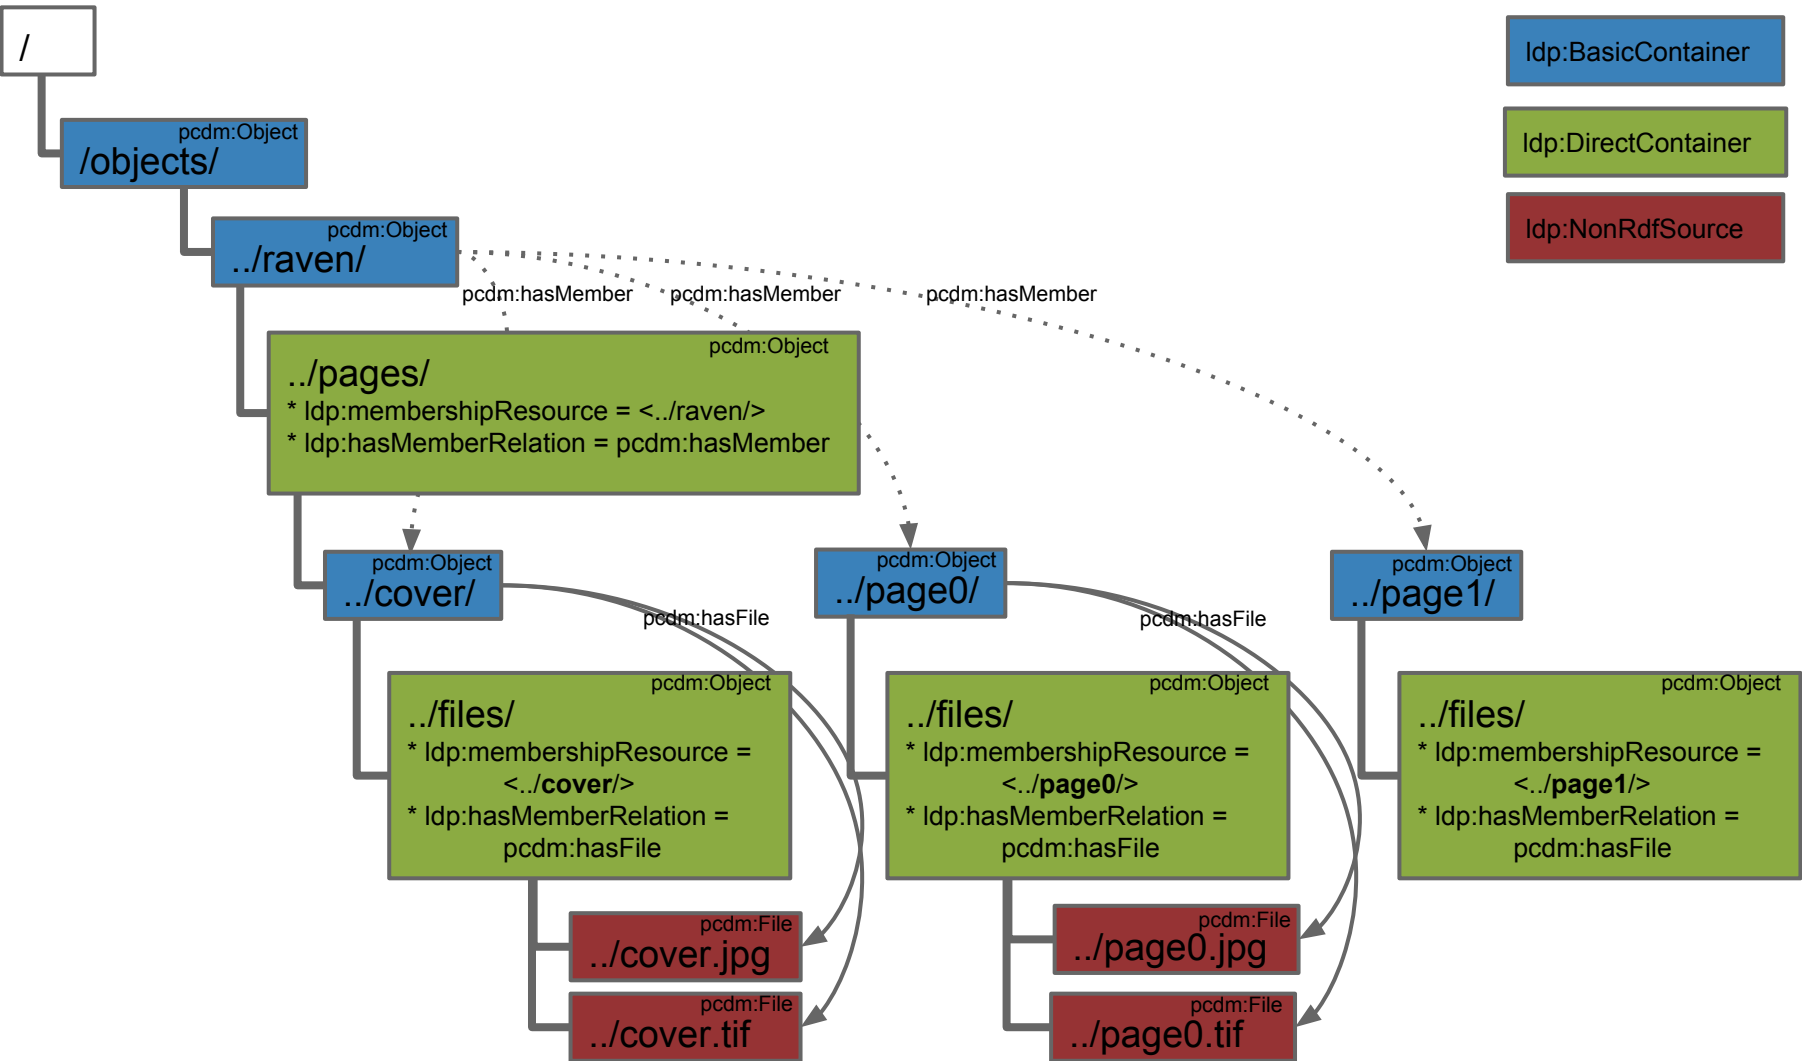 /
ldp:BasicContainer
pcdm:Object
/objects/
ldp:DirectContainer
pcdm:Object
../raven/
ldp:NonRdfSource
pcdm:hasMember
pcdm:hasMember
pcdm:hasMember
pcdm:Object
../pages/
* ldp:membershipResource = <../raven/>
* ldp:hasMemberRelation = pcdm:hasMember
pcdm:Object
../cover/
pcdm:Object
../page0/
pcdm:Object
../page1/
pcdm:hasFile
pcdm:hasFile
pcdm:Object
../files/
* ldp:membershipResource =
<../cover/>
* ldp:hasMemberRelation =
pcdm:hasFile
pcdm:Object
../files/
* ldp:membershipResource =
<../page0/>
* ldp:hasMemberRelation =
pcdm:hasFile
pcdm:Object
../files/
* ldp:membershipResource =
<../page1/>
* ldp:hasMemberRelation =
pcdm:hasFile
pcdm:File
../cover.jpg
pcdm:File
../page0.jpg
pcdm:File
../cover.tif
pcdm:File
../page0.tif